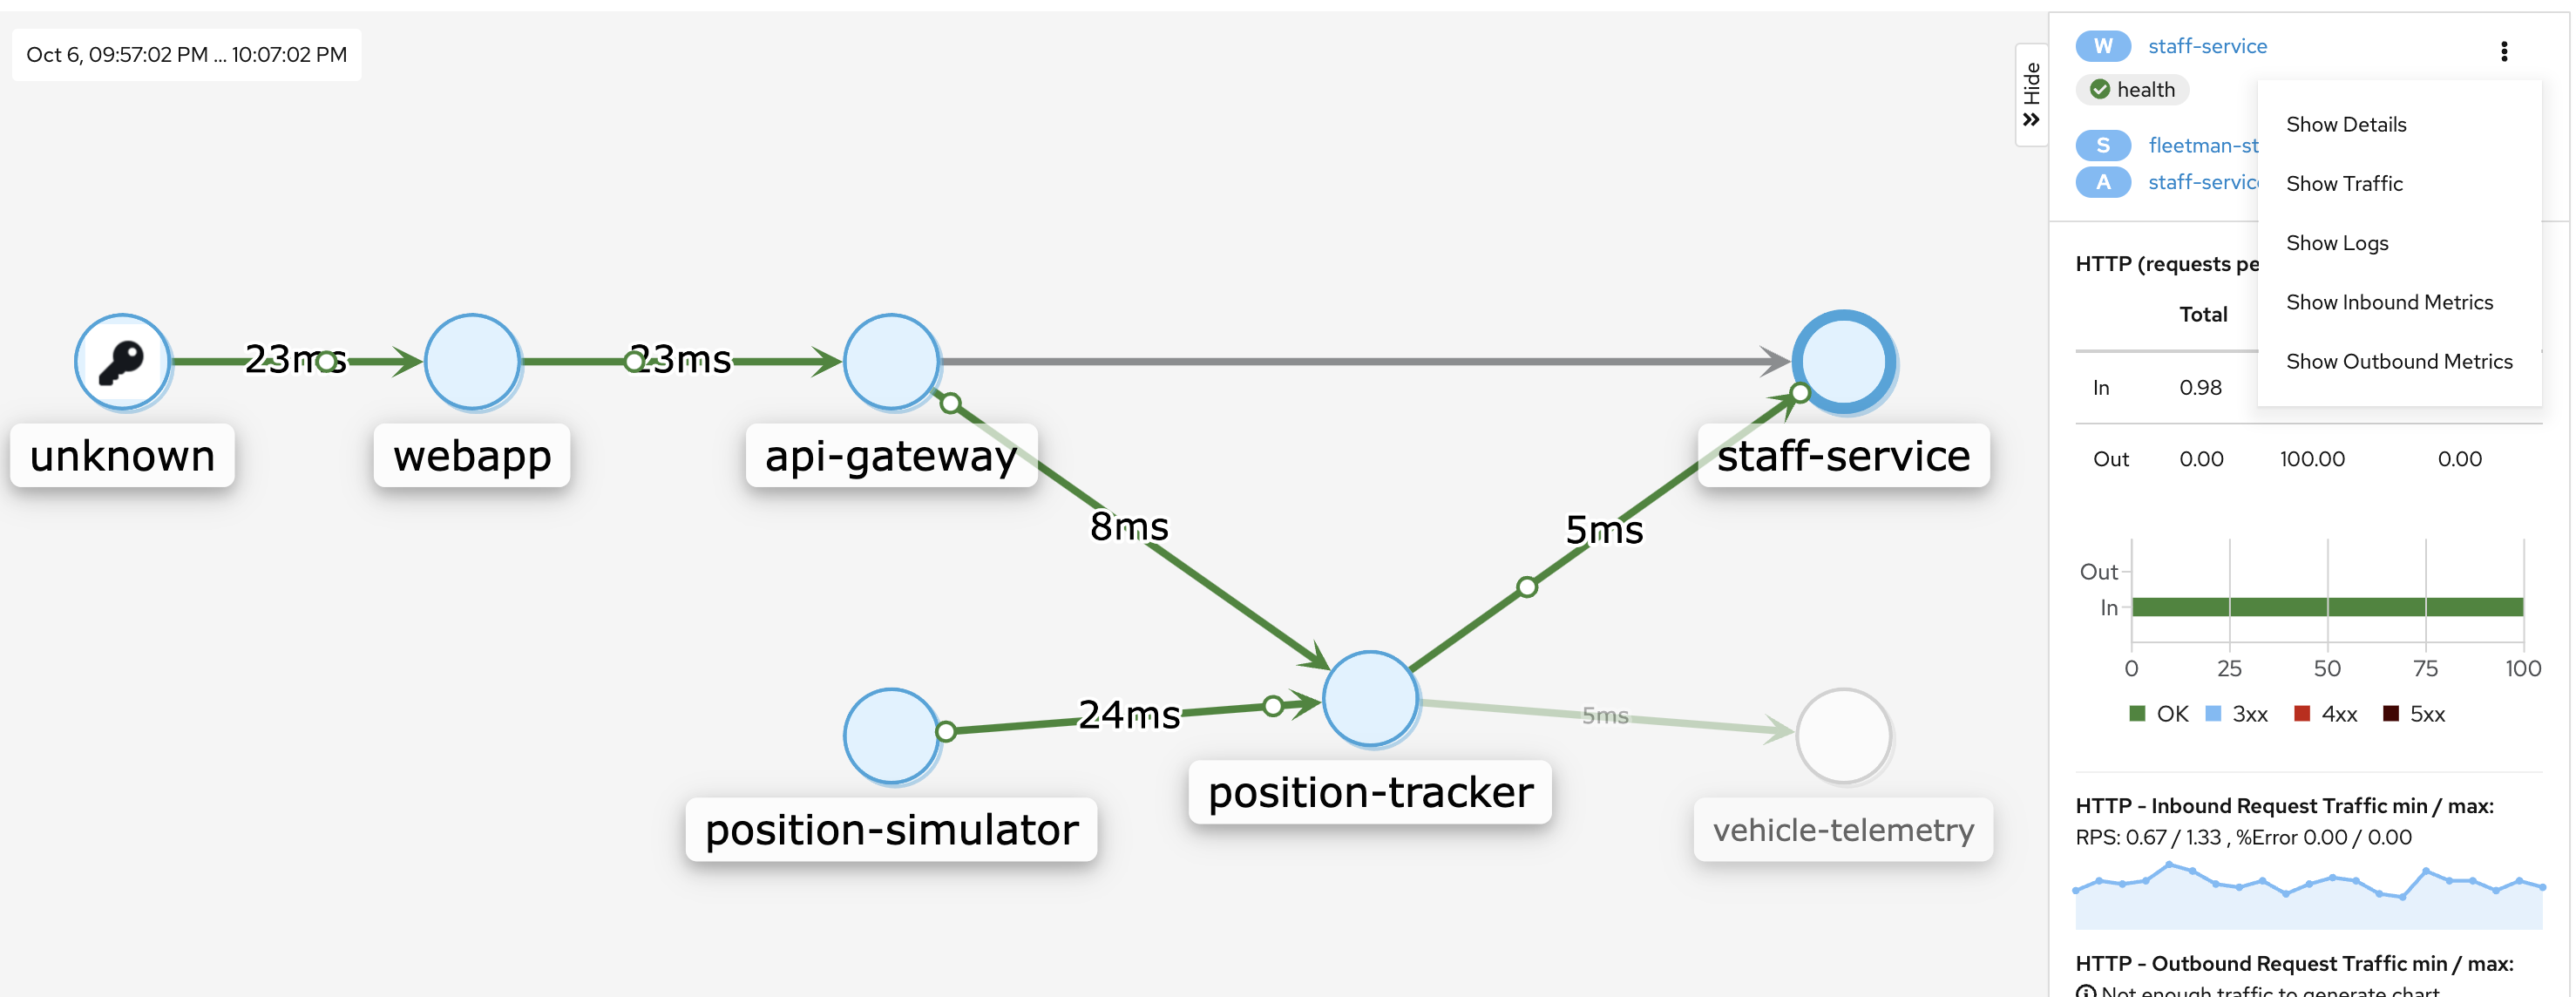 Oct 6, 09:57:02 PM ... 10:07:02 PM
Hide
23ms
23ms
unknown
webapp
api-gateway
staff-service
8ms
5ms
24ms
5ms
position-simulator
position-tracker
vehicle-telemetry
W staff-service
health
S fleetman-st
A staff-servic
Show Details
Show Traffic
Show Logs
Show Inbound Metrics
Show Outbound Metrics
HTTP (requests pe
Total
In 0.98
Out 0.00 100.00 0.00
Out
In
0 25 50 75 100
OK 3xx 4xx 5xx
HTTP - Inbound Request Traffic min / max:
RPS: 0.67 / 1.33 , %Error 0.00 / 0.00
HTTP - Outbound Request Traffic min / max:
Not enough traffic to generate chart